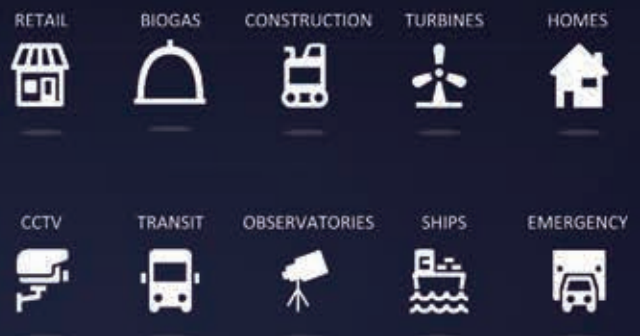 RETAIL
BIOGAS
CONSTRUCTION
TURBINES
HOMES
CCTV
TRANSIT
OBSERVATORIES
SHIPS
EMERGENCY